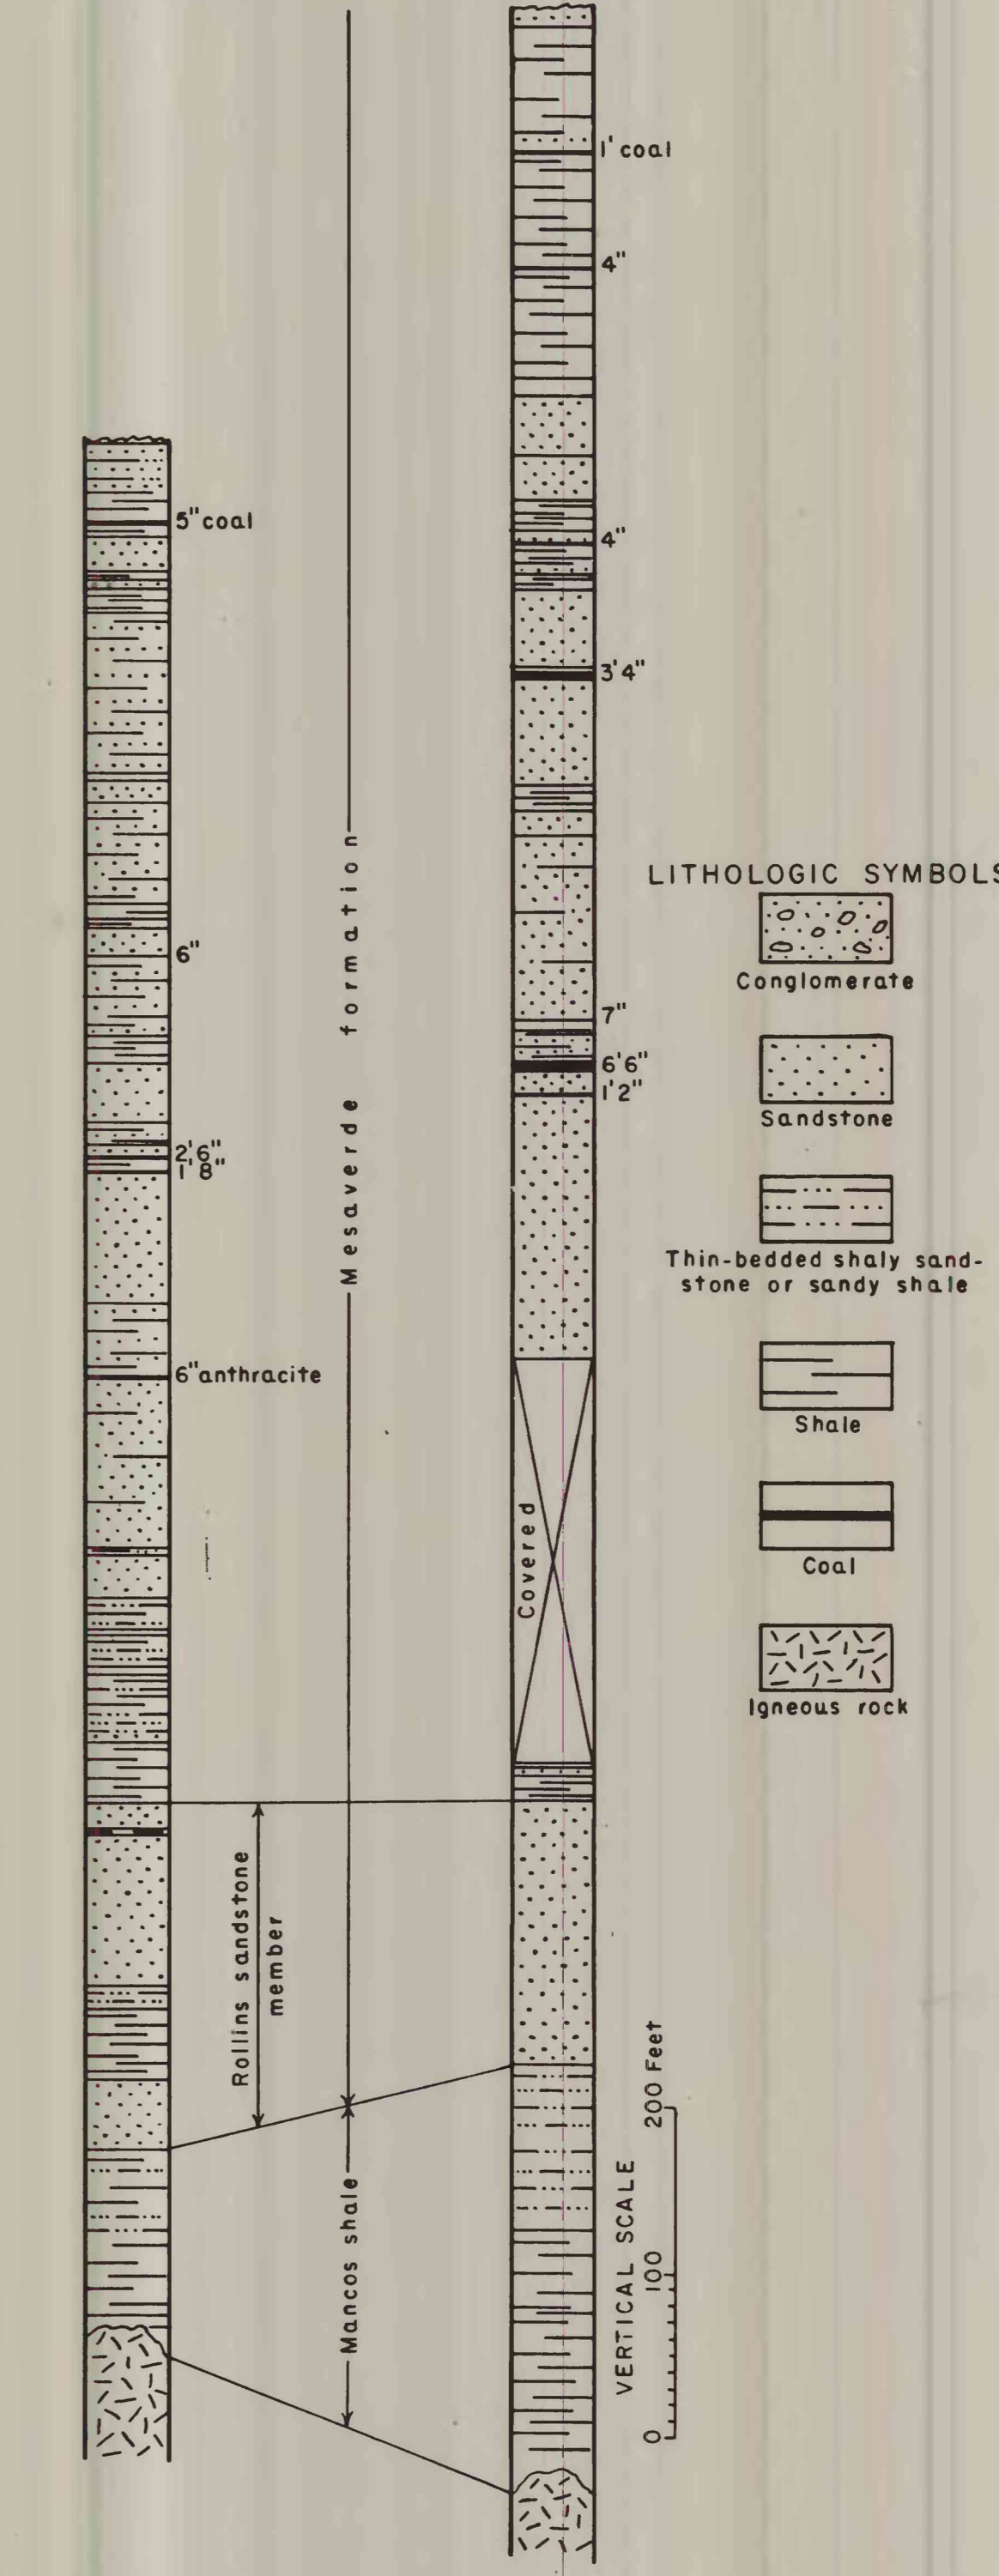 1' coal
4"
4"
3'4"
7"
6'6"
1'2"
Covered
5" coal
6"
2'6"
1'8"
6" anthracite
Mesaverde formation
Rollins sandstone
member
Mancos shale
LITHOLOGIC SYMBOLS
Conglomerate
Sandstone
Thin-bedded shaly sand-
stone or sandy shale
Shale
Coal
Igneous rock
VERTICAL SCALE
0
100
200 Feet